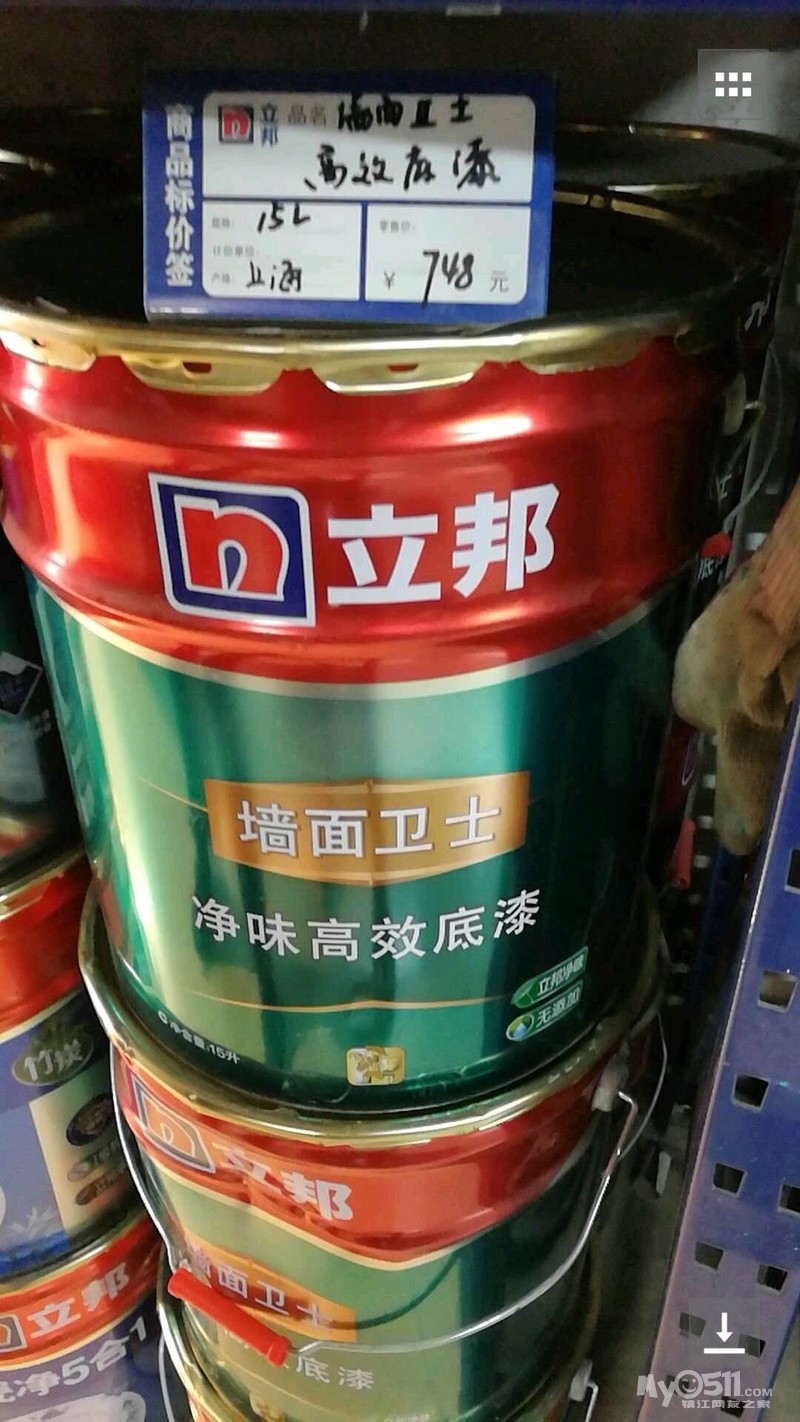 商品标价签
立邦
品名 墙面卫士
高效底漆
规格: 15L
零售价:
计价单位:
产地: 上海
¥ 748 元
n 立邦
墙面卫士
净味高效底漆
立邦净味
无添加
净含量:15升
竹炭
n 立邦
墙面卫士
底漆
立邦
净5合1
My0511.com
镇江网友之家